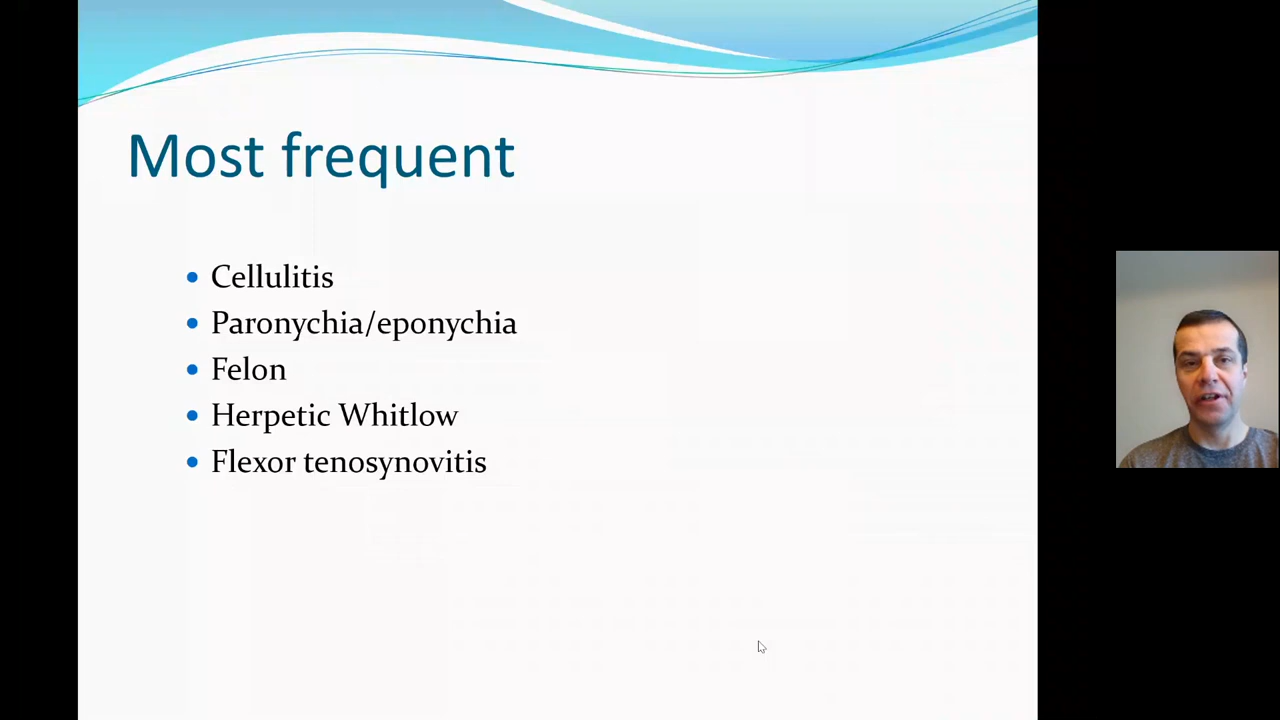 Most frequent
Cellulitis
Paronychia/eponychia
Felon
Herpetic Whitlow
Flexor tenosynovitis